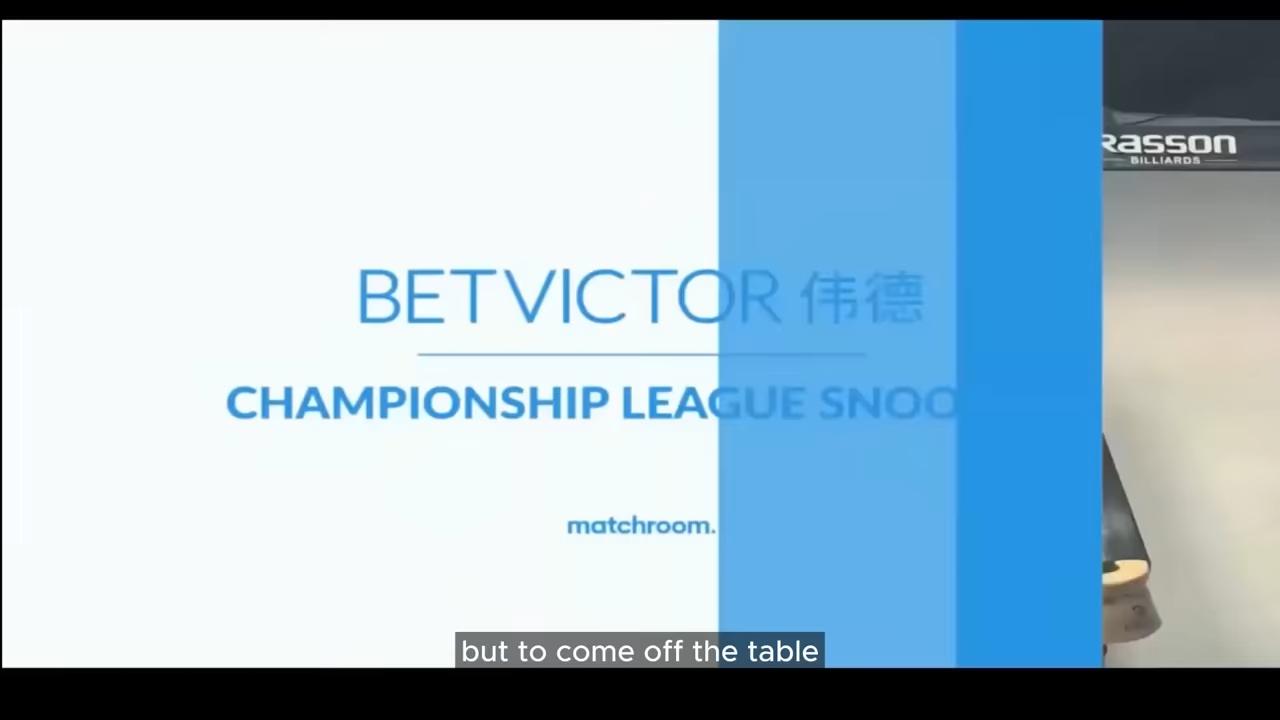 BETVICTOR 伟德
CHAMPIONSHIP LEAGUE SNOO
matchroom.
Rasson
BILLIARDS
but to come off the table